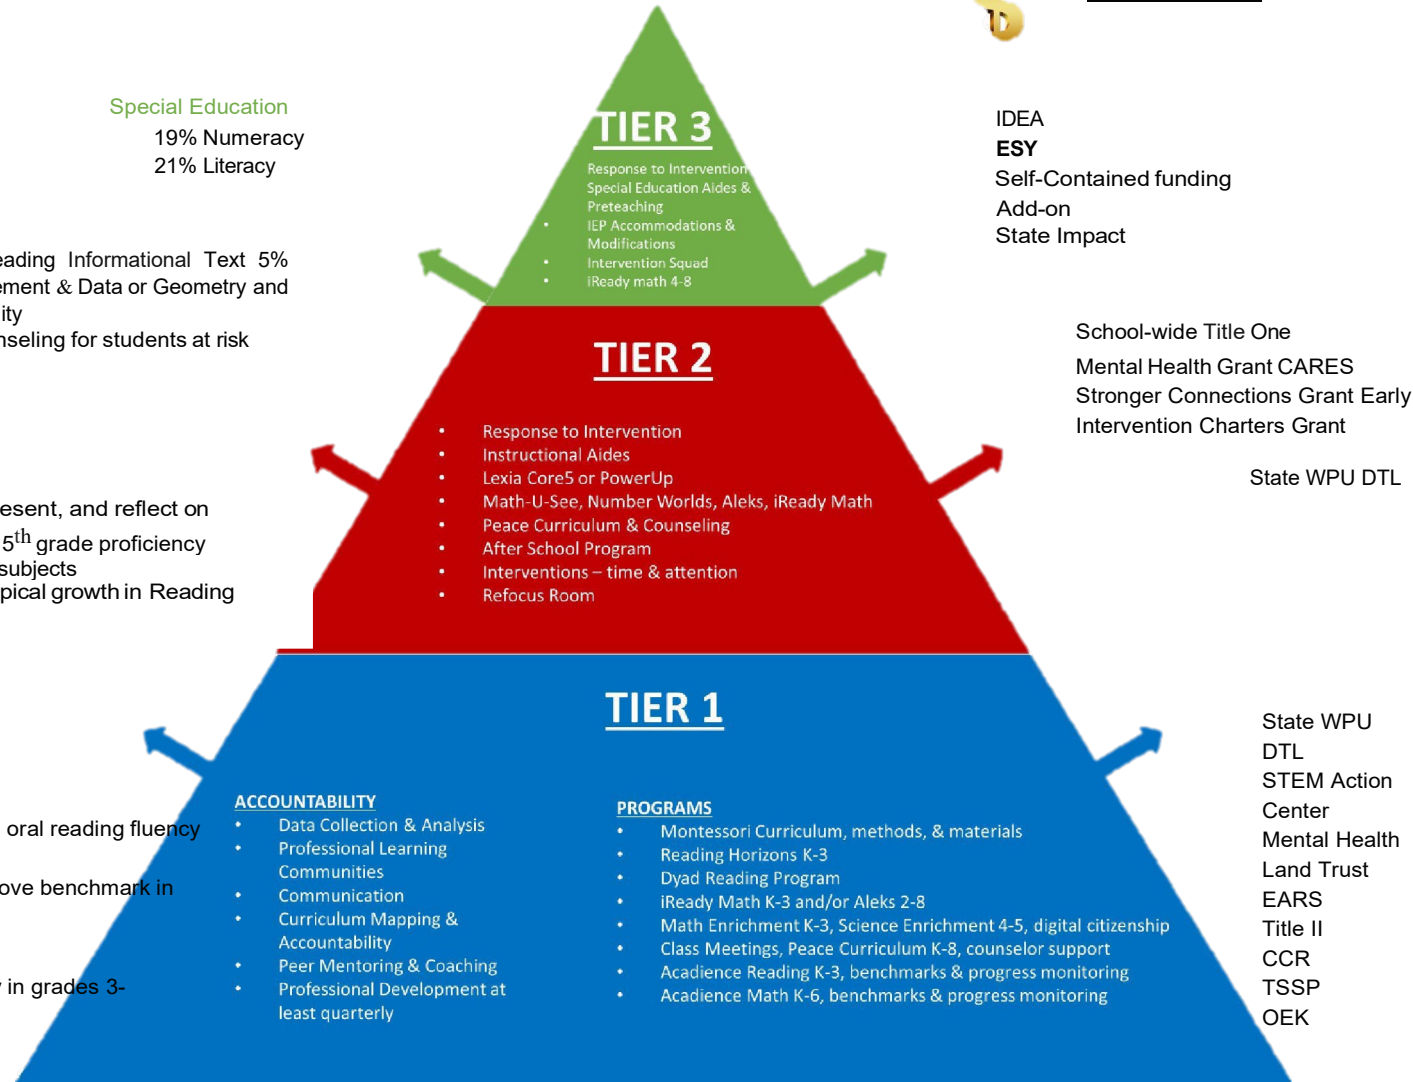 Special Education
19% Numeracy
21% Literacy
eading Informational Text 5%
ement & Data or Geometry and
ity
nseling for students at risk
esent, and reflect on
5th grade proficiency
subjects
pical growth in Reading
oral reading fluency
ove benchmark in
in grades 3-
TIER 3
Response to Intervention
Special Education Aides &
Preteaching
• IEP Accommodations &
Modifications
• Intervention Squad
• iReady math 4-8
TIER 2
• Response to Intervention
• Instructional Aides
• Lexia Core5 or PowerUp
• Math-U-See, Number Worlds, Aleks, iReady Math
• Peace Curriculum & Counseling
• After School Program
• Interventions – time & attention
• Refocus Room
TIER 1
ACCOUNTABILITY
• Data Collection & Analysis
• Professional Learning
Communities
• Communication
• Curriculum Mapping &
Accountability
• Peer Mentoring & Coaching
• Professional Development at
least quarterly
PROGRAMS
• Montessori Curriculum, methods, & materials
• Reading Horizons K-3
• Dyad Reading Program
• iReady Math K-3 and/or Aleks 2-8
• Math Enrichment K-3, Science Enrichment 4-5, digital citizenship
• Class Meetings, Peace Curriculum K-8, counselor support
• Acadience Reading K-3, benchmarks & progress monitoring
• Acadience Math K-6, benchmarks & progress monitoring
IDEA
ESY
Self-Contained funding
Add-on
State Impact
School-wide Title One
Mental Health Grant CARES
Stronger Connections Grant Early
Intervention Charters Grant
State WPU DTL
State WPU
DTL
STEM Action
Center
Mental Health
Land Trust
EARS
Title II
CCR
TSSP
OEK